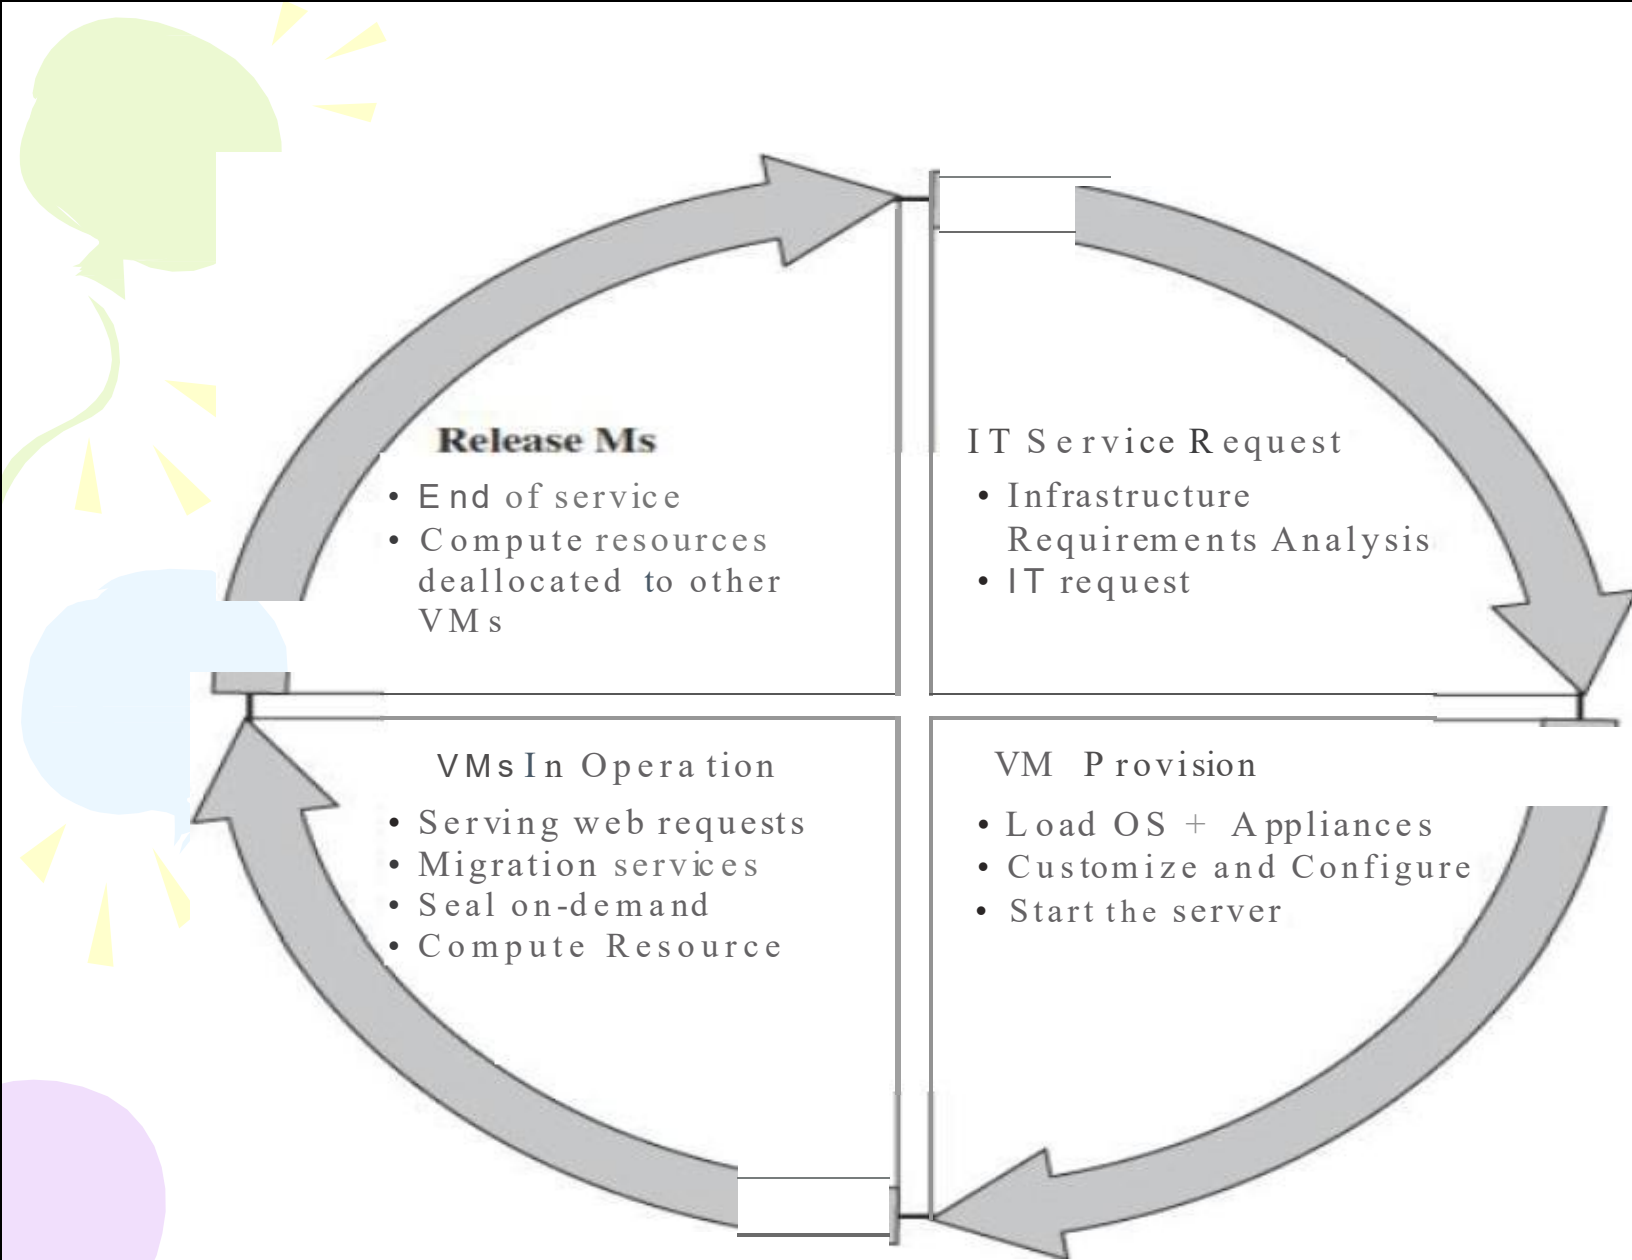 Release Ms
• End of service
• Compute resources
deallocated to other
VMs
IT Service Request
• Infrastructure
Requirements Analysis
• IT request
VMs In Operation
• Serving web requests
• Migration services
• Seal on-demand
• Compute Resource
VM Provision
• Load OS + Appliances
• Customize and Configure
• Start the server